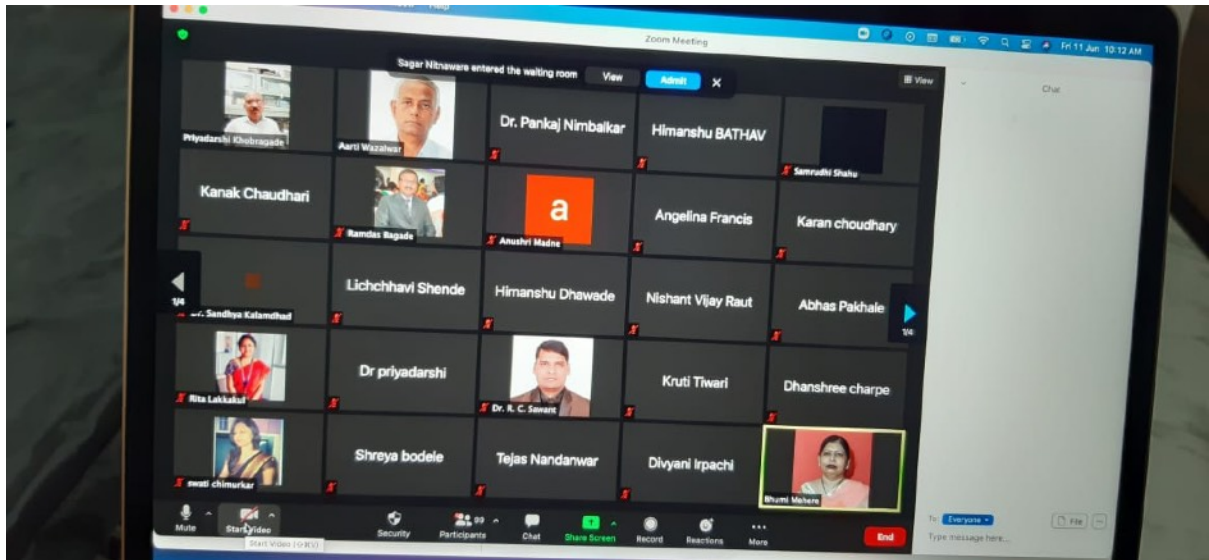 Help
Zoom Meeting
Fri 11 Jun 10:12 AM
Sagar Nitnaware entered the waiting room View Admit
View
Chat
Priyadarshi Khobragade
Aarti Wazalwar
Dr. Pankaj Nimbalkar
Himanshu BATHAV
Samrudhi Shahu
Kanak Chaudhari
Ramdas Bagade
a
Anushri Madne
Angelina Francis
Karan choudhary
1/4
Dr. Sandhya Kalamdhad
Lichchhavi Shende
Himanshu Dhawade
Nishant Vijay Raut
Abhas Pakhale
1/4
Rita Lakkakul
Dr priyadarshi
Dr. R. C. Sawant
Kruti Tiwari
Dhanshree charpe
swati chimurkar
Shreya bodele
Tejas Nandanwar
Divyani Irpachi
Bhumi Mehere
Mute
Start Video
Security
Participants 99
Chat
Share Screen
Record
Reactions
More
End
Start Video
To: Everyone
File
Type message here...